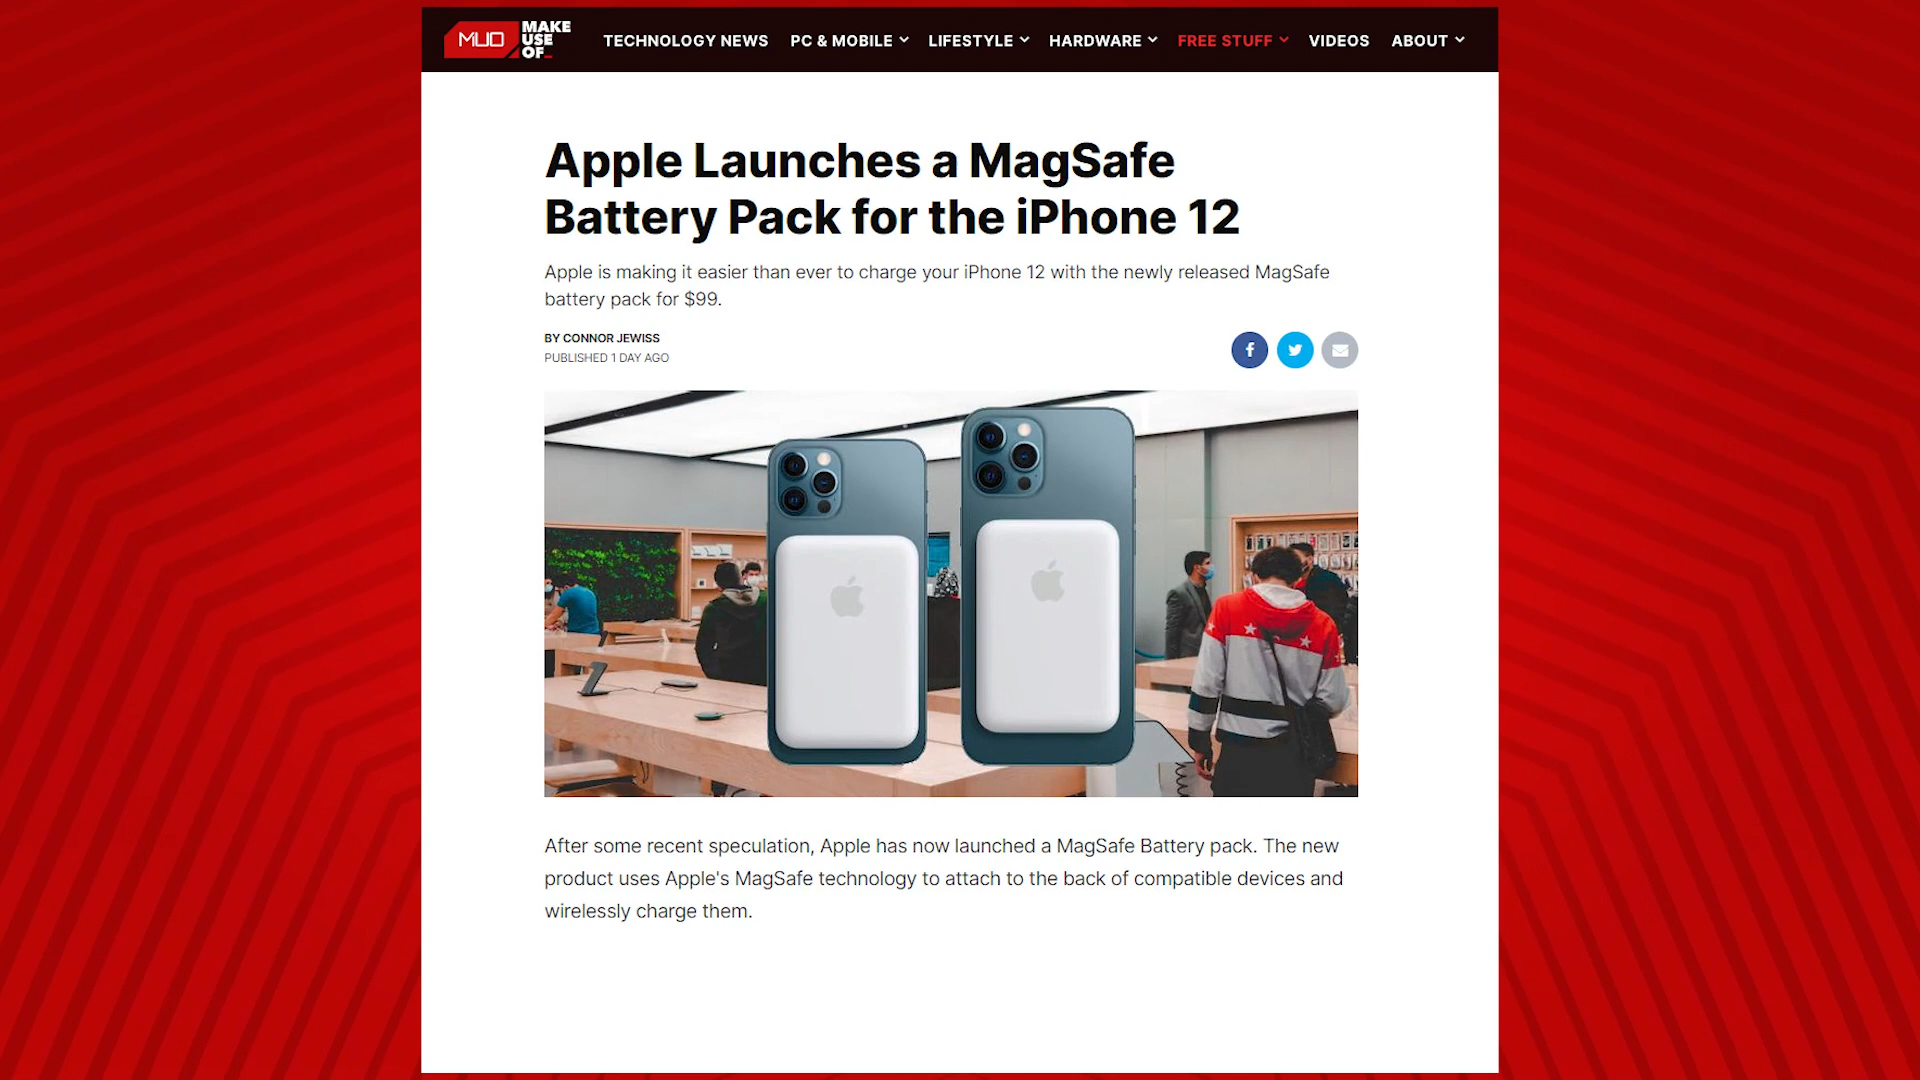 MUO MAKE
USE
OF_
TECHNOLOGY NEWS PC & MOBILE LIFESTYLE HARDWARE FREE STUFF VIDEOS ABOUT
Apple Launches a MagSafe
Battery Pack for the iPhone 12
Apple is making it easier than ever to charge your iPhone 12 with the newly released MagSafe
battery pack for $99.
BY CONNOR JEWISS
PUBLISHED 1 DAY AGO
After some recent speculation, Apple has now launched a MagSafe Battery pack. The new
product uses Apple's MagSafe technology to attach to the back of compatible devices and
wirelessly charge them.